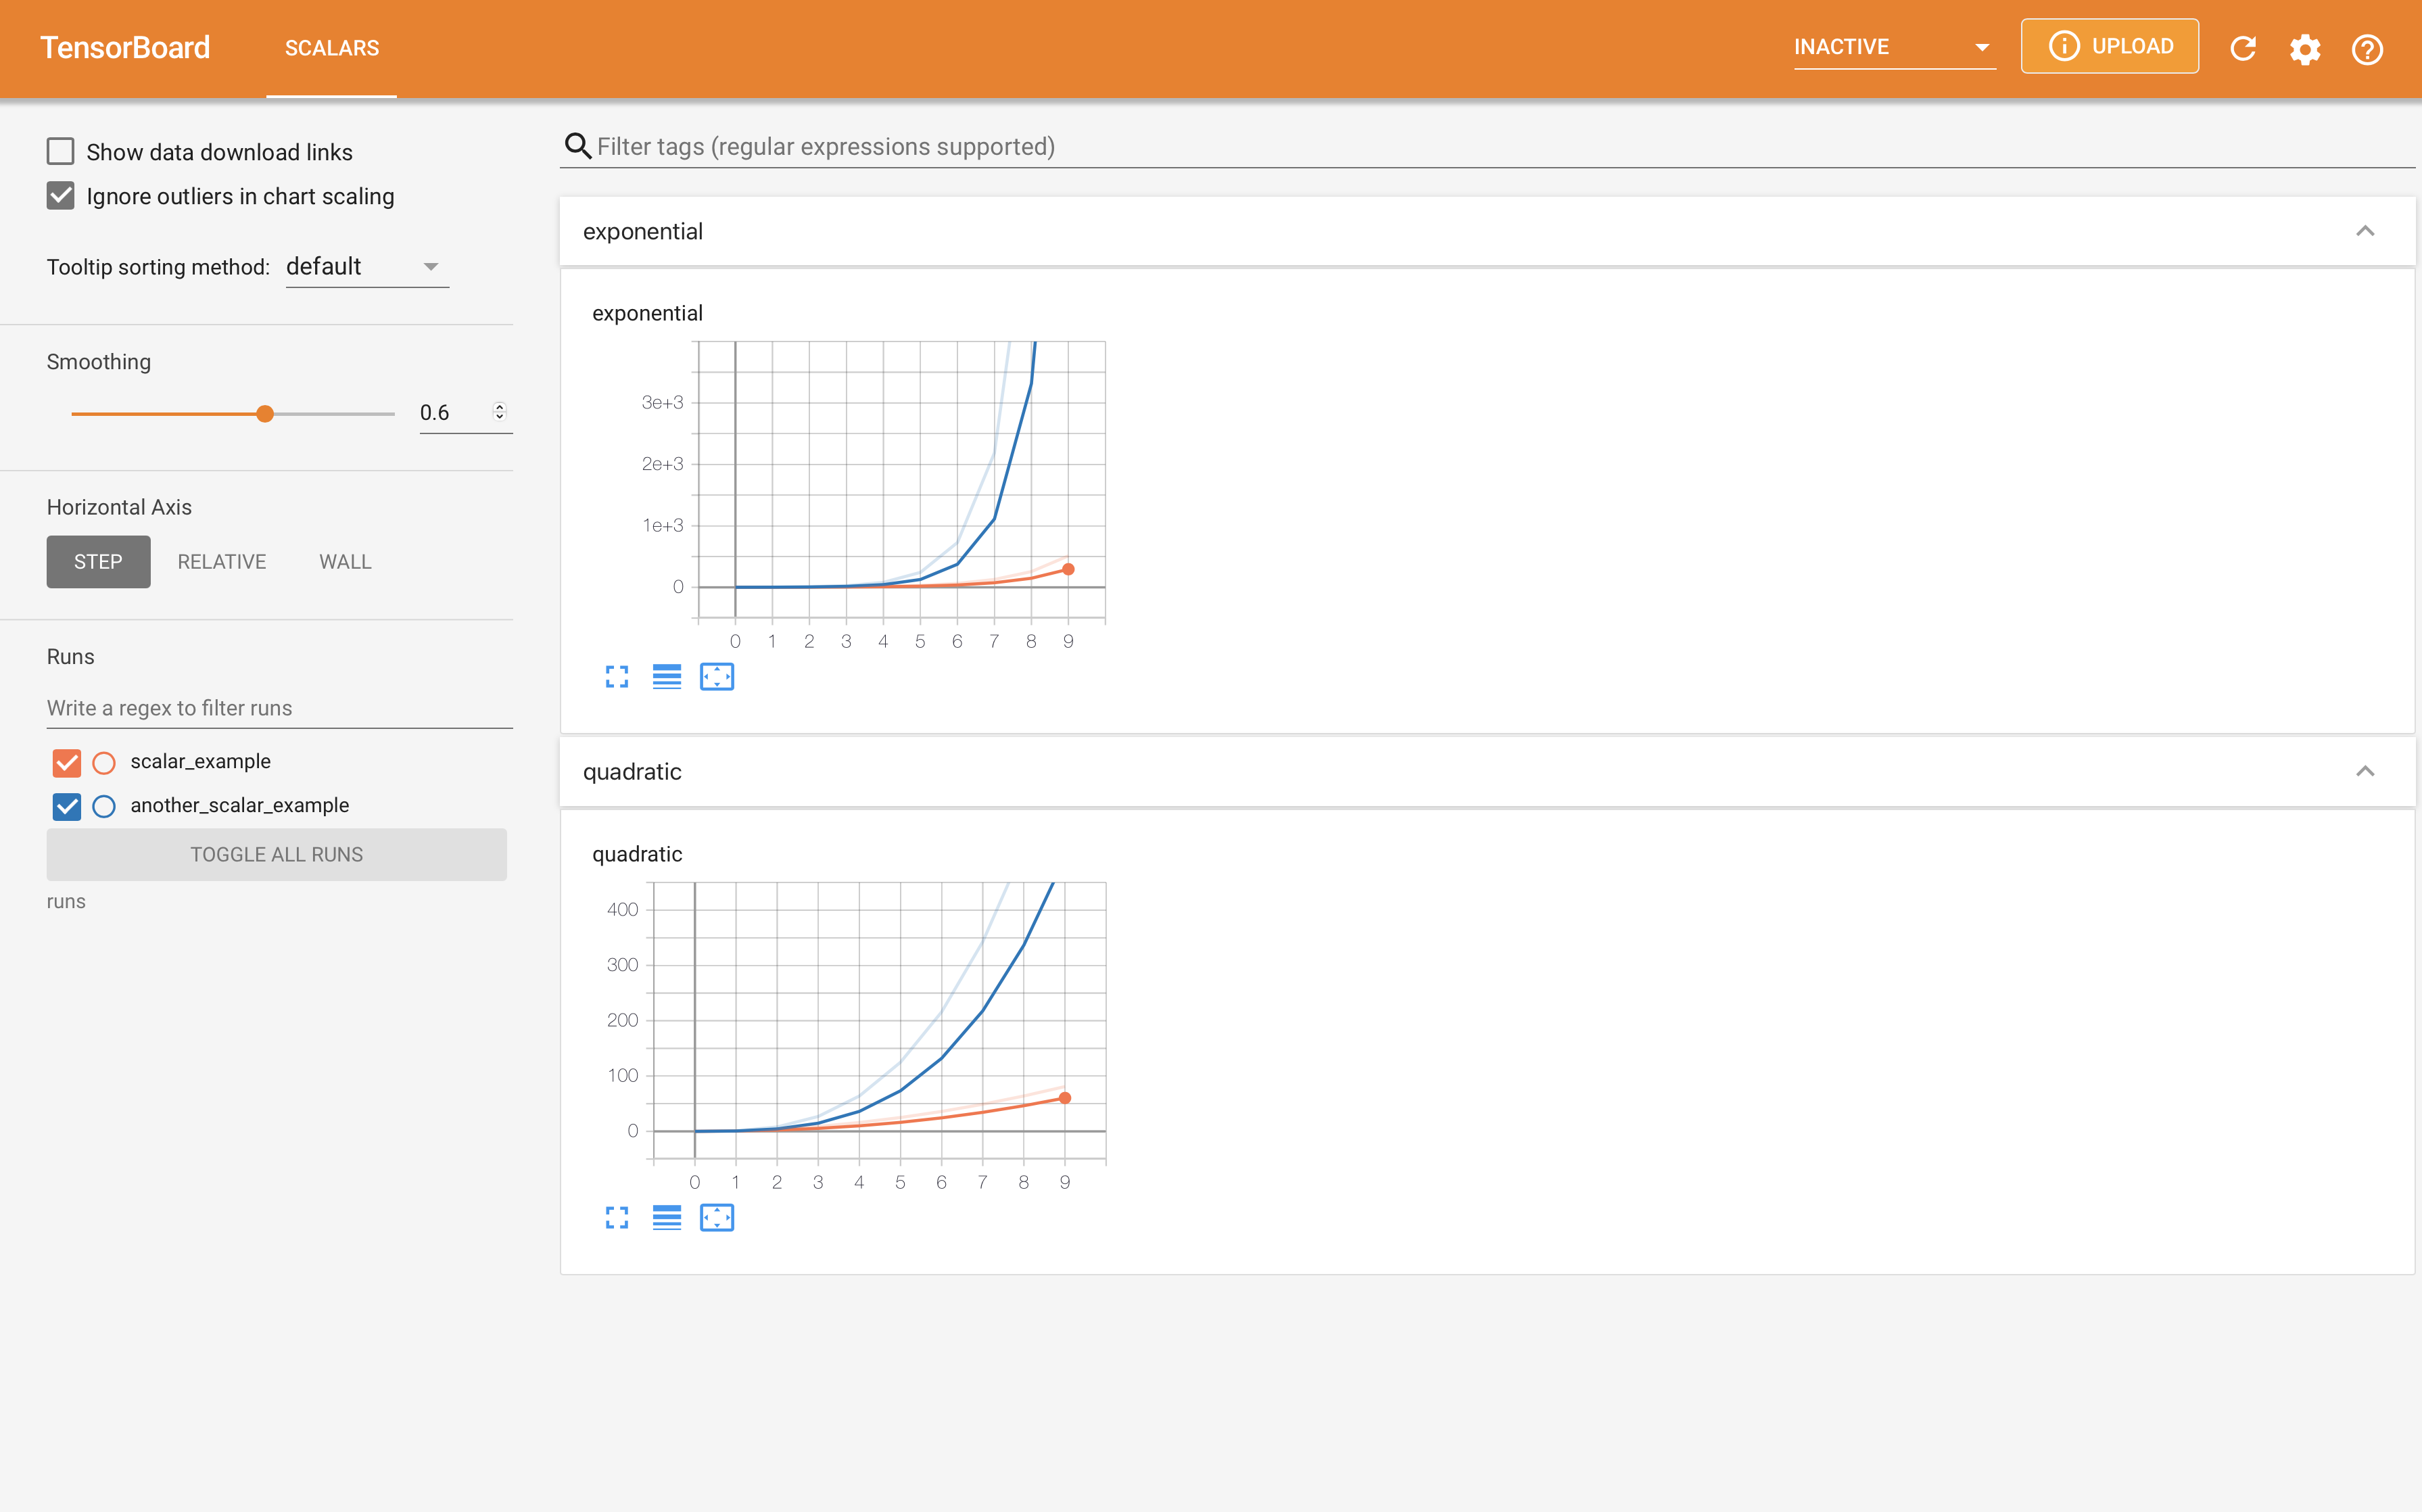 TensorBoard
SCALARS
INACTIVE
UPLOAD
Show data download links
Ignore outliers in chart scaling
Tooltip sorting method: default
Smoothing
0.6
Horizontal Axis
STEP RELATIVE WALL
Runs
Write a regex to filter runs
scalar_example
another_scalar_example
TOGGLE ALL RUNS
runs
Filter tags (regular expressions supported)
exponential
exponential
3e+3
2e+3
1e+3
0
0 1 2 3 4 5 6 7 8 9
quadratic
quadratic
400
300
200
100
0
0 1 2 3 4 5 6 7 8 9